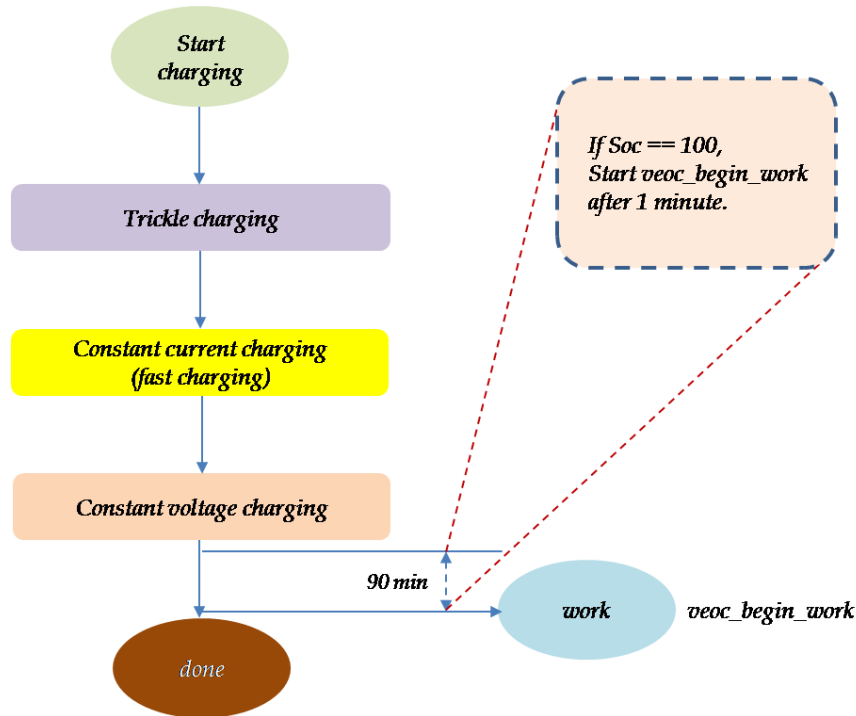 Start
charging
If Soc == 100,
Start veoc_begin_work
after 1 minute.
Trickle charging
Constant current charging
(fast charging)
Constant voltage charging
90 min
work
veoc_begin_work
done